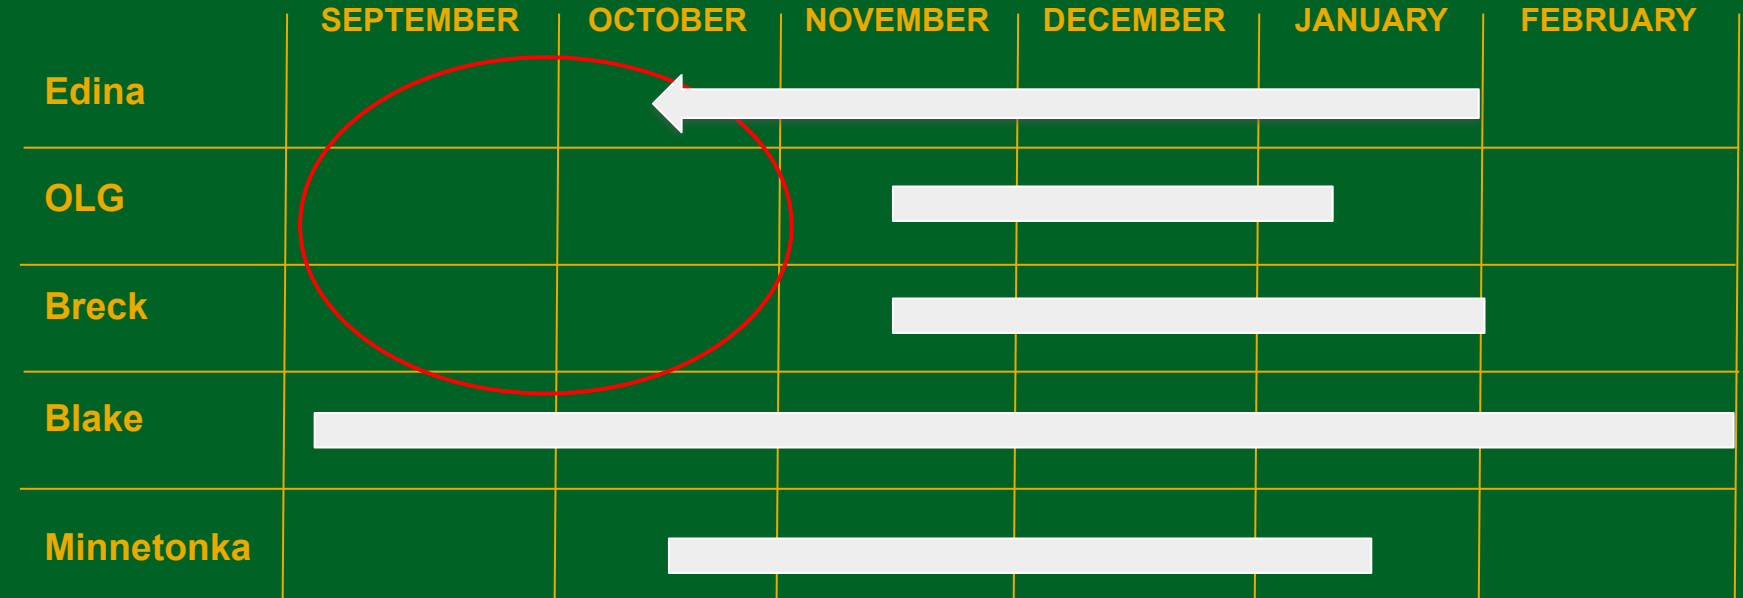 SEPTEMBER OCTOBER NOVEMBER DECEMBER JANUARY FEBRUARY
Edina
OLG
Breck
Blake
Minnetonka